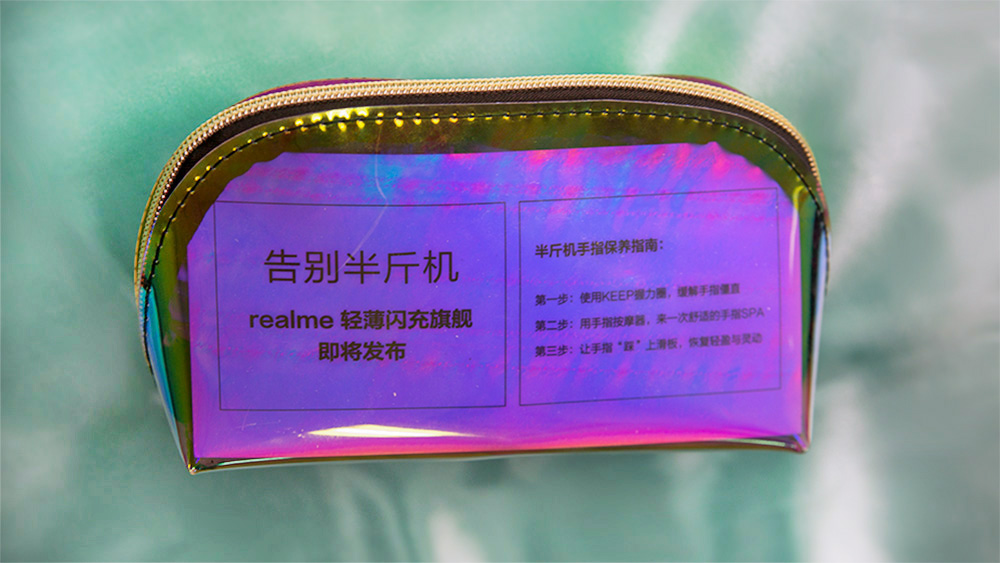 告别半斤机
realme 轻薄闪充旗舰
即将发布
半斤机手指保养指南：
第一步：使用KEEP握力圈，缓解手指僵直
第二步：用手指按摩器，来一次舒适的手指SPA
第三步：让手指“踩”上滑板，恢复轻盈与灵动